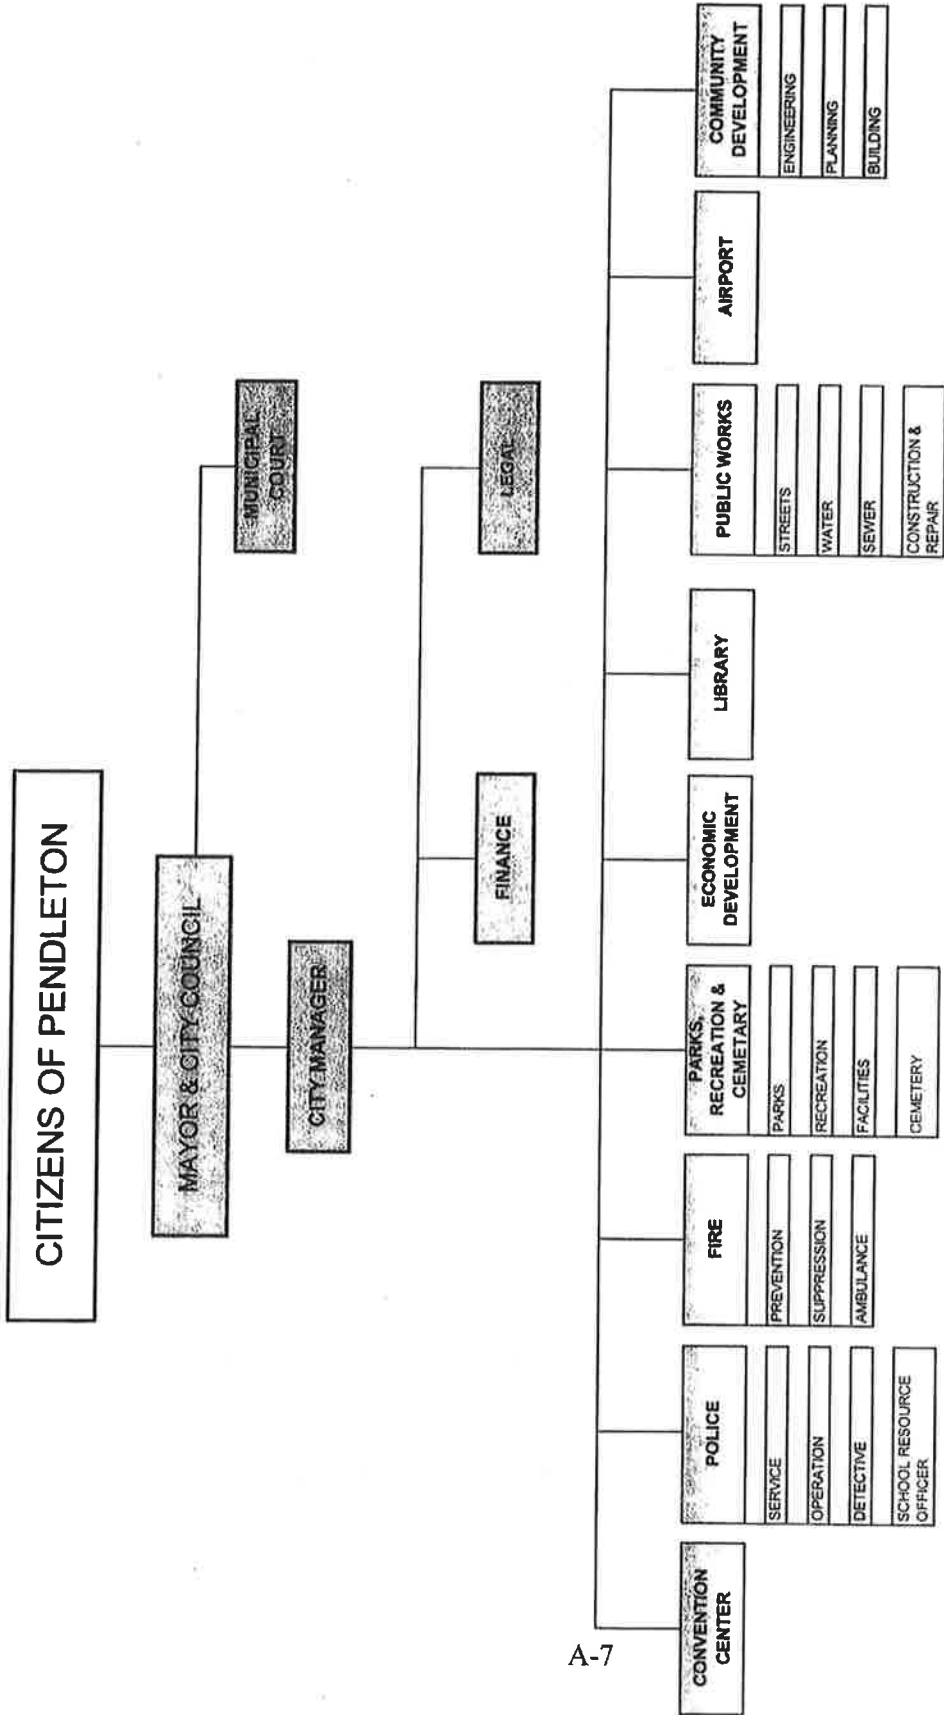 CITIZENS OF PENDLETON
MAYOR & CITY COUNCIL
MUNICIPAL
COURT
CITY MANAGER
FINANCE
LEGAL
CONVENTION
CENTER
POLICE
SERVICE
OPERATION
DETECTIVE
SCHOOL RESOURCE
OFFICER
FIRE
PREVENTION
SUPPRESSION
AMBULANCE
PARKS,
RECREATION &
CEMETARY
PARKS
RECREATION
FACILITIES
CEMETERY
ECONOMIC
DEVELOPMENT
LIBRARY
PUBLIC WORKS
STREETS
WATER
SEWER
CONSTRUCTION &
REPAIR
AIRPORT
COMMUNITY
DEVELOPMENT
ENGINEERING
PLANNING
BUILDING
A-7